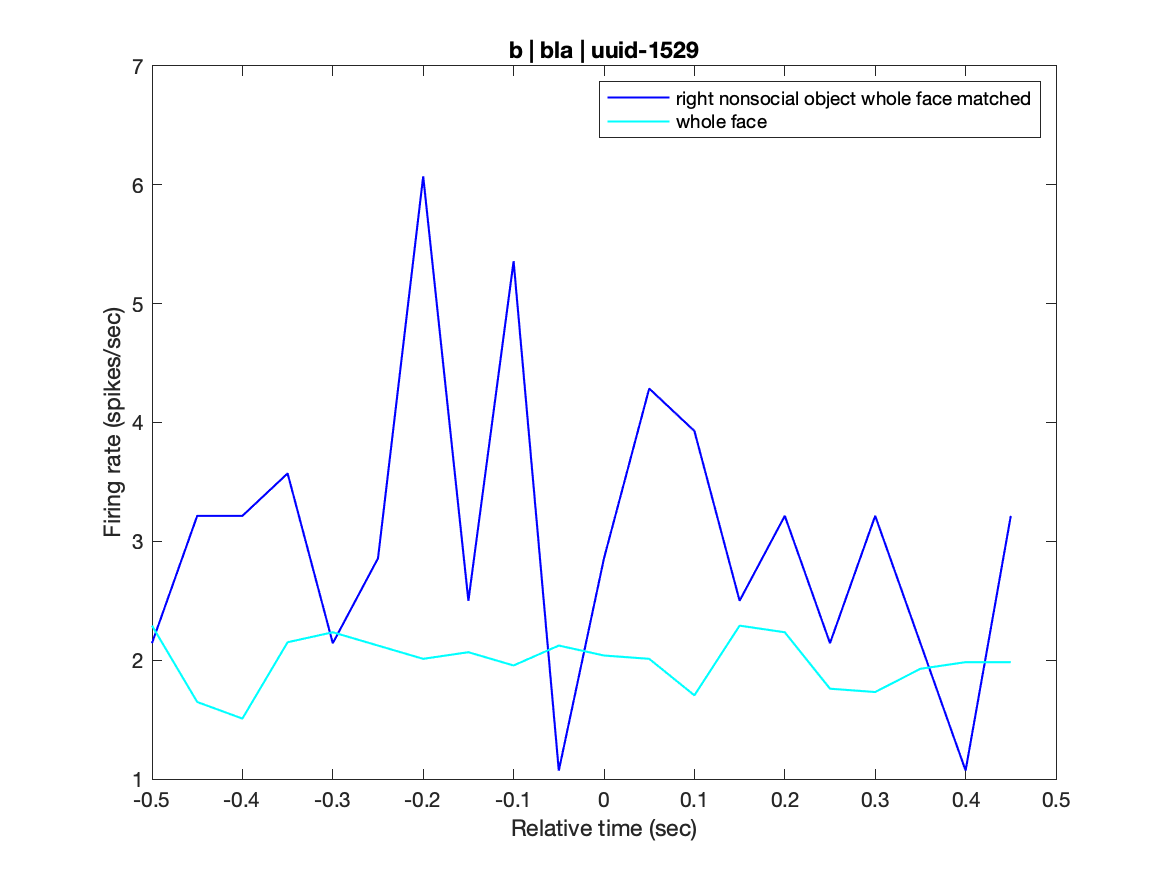 b | bla | uuid-1529
right nonsocial object whole face matched
whole face
Firing rate (spikes/sec)
7
6
5
4
3
2
1
-0.5 -0.4 -0.3 -0.2 -0.1 0 0.1 0.2 0.3 0.4 0.5
Relative time (sec)